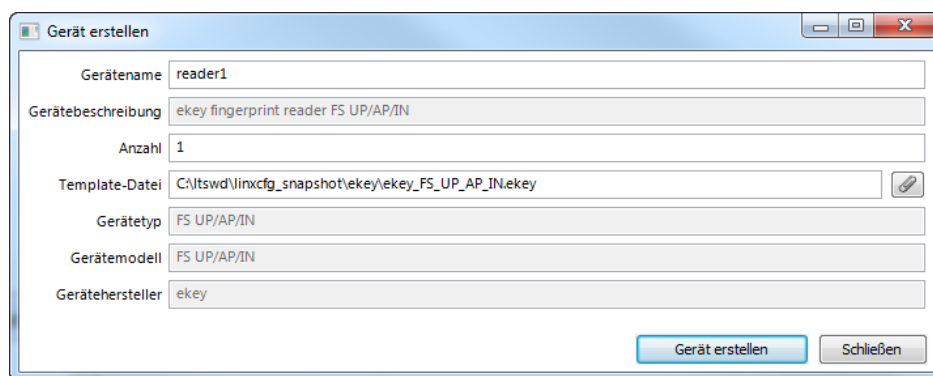 Gerät erstellen
Gerätename reader1
Gerätebeschreibung ekey fingerprint reader FS UP/AP/IN
Anzahl 1
Template-Datei C:\ltswd\linxcfg_snapshot\ekey\ekey_FS_UP_AP_IN.ekey
Gerätetyp FS UP/AP/IN
Gerätemodell FS UP/AP/IN
Gerätehersteller ekey
Gerät erstellen Schließen